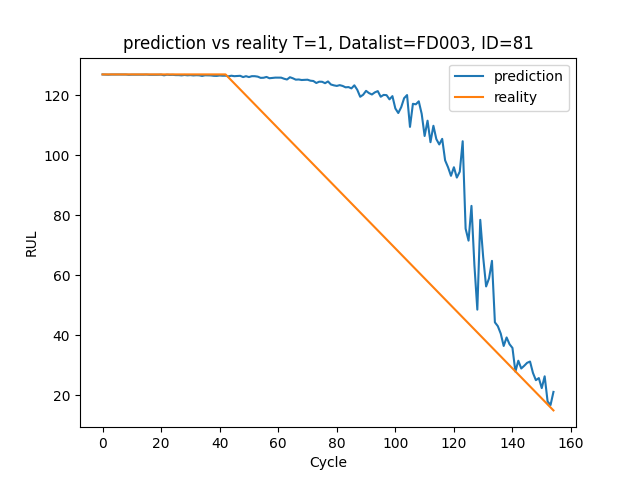 prediction vs reality T=1, Datalist=FD003, ID=81
prediction
reality
RUL
120
100
80
60
40
20
0 20 40 60 80 100 120 140 160
Cycle